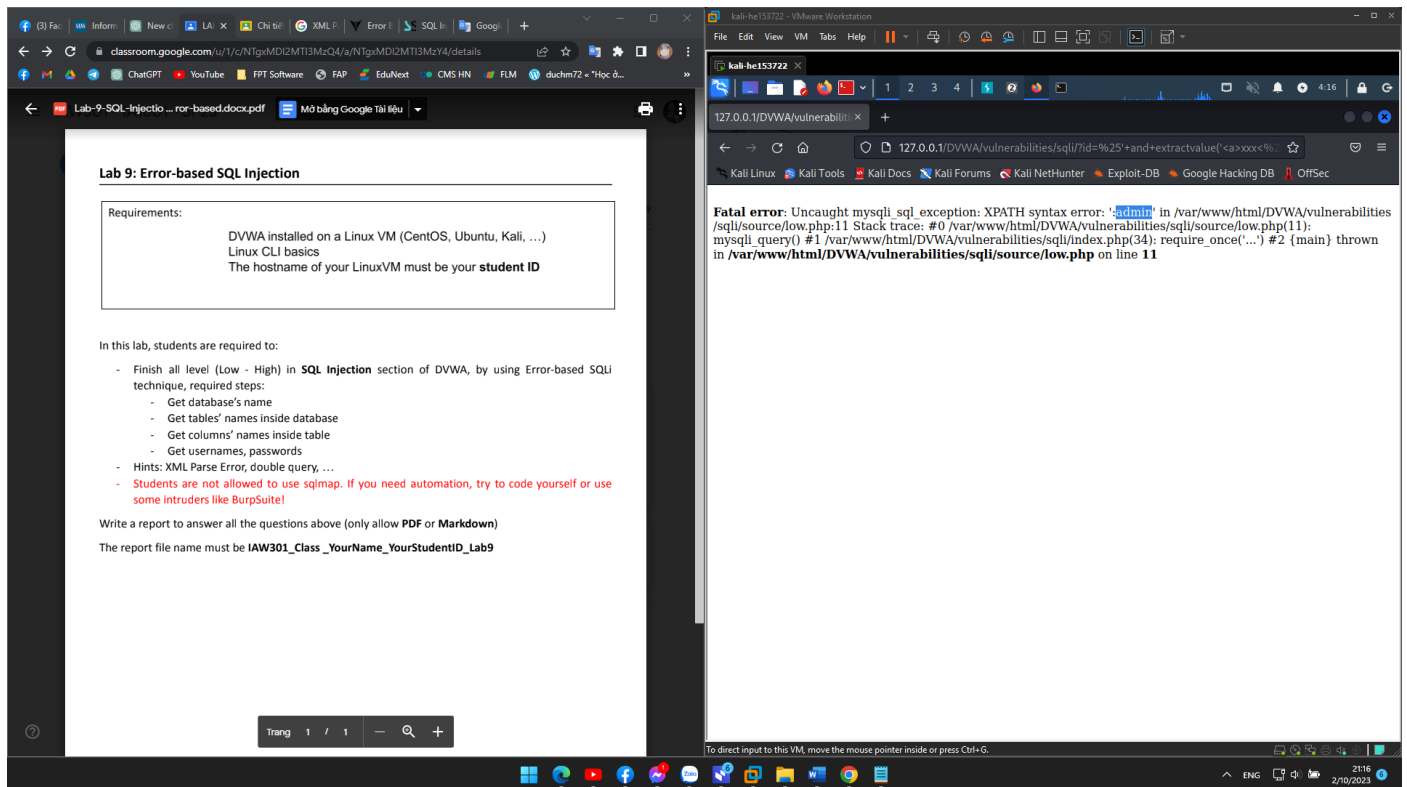 (3) Fac
Inform
New c
LA
Chi tiế
XML P
Error E
SQL In
Googl
classroom.google.com/u/1/c/NTgxMDI2MTI3MzQ4/a/NTgxMDI2MTI3MzY4/details
ChatGPT
YouTube
FPT Software
FAP
EduNext
CMS HN
FLM
duchm72 « "Học ở...
»
PDF
Lab-9-SQL-Injectio ... ror-based.docx.pdf
Mở bằng Google Tài liệu
Lab 9: Error-based SQL Injection
Requirements:
DVWA installed on a Linux VM (CentOS, Ubuntu, Kali, …)
Linux CLI basics
The hostname of your LinuxVM must be your student ID
In this lab, students are required to:
- Finish all level (Low - High) in SQL Injection section of DVWA, by using Error-based SQLi
technique, required steps:
- Get database's name
- Get tables' names inside database
- Get columns' names inside table
- Get usernames, passwords
- Hints: XML Parse Error, double query, …
- Students are not allowed to use sqlmap. If you need automation, try to code yourself or use
some intruders like BurpSuite!
Write a report to answer all the questions above (only allow PDF or Markdown)
The report file name must be IAW301_Class _YourName_YourStudentID_Lab9
Trang 1 / 1
kali-he153722 - VMware Workstation
File Edit View VM Tabs Help
kali-he153722
1 2 3 4
4:16
127.0.0.1/DVWA/vulnerabiliti
127.0.0.1/DVWA/vulnerabilities/sqli/?id=%25'+and+extractvalue('<a>xxx<%2
Kali Linux
Kali Tools
Kali Docs
Kali Forums
Kali NetHunter
Exploit-DB
Google Hacking DB
OffSec
Fatal error: Uncaught mysqli_sql_exception: XPATH syntax error: ':admin' in /var/www/html/DVWA/vulnerabilities
/sqli/source/low.php:11 Stack trace: #0 /var/www/html/DVWA/vulnerabilities/sqli/source/low.php(11):
mysqli_query() #1 /var/www/html/DVWA/vulnerabilities/sqli/index.php(34): require_once('...') #2 {main} thrown
in /var/www/html/DVWA/vulnerabilities/sqli/source/low.php on line 11
To direct input to this VM, move the mouse pointer inside or press Ctrl+G.
Zalo
ENG
21:16
2/10/2023